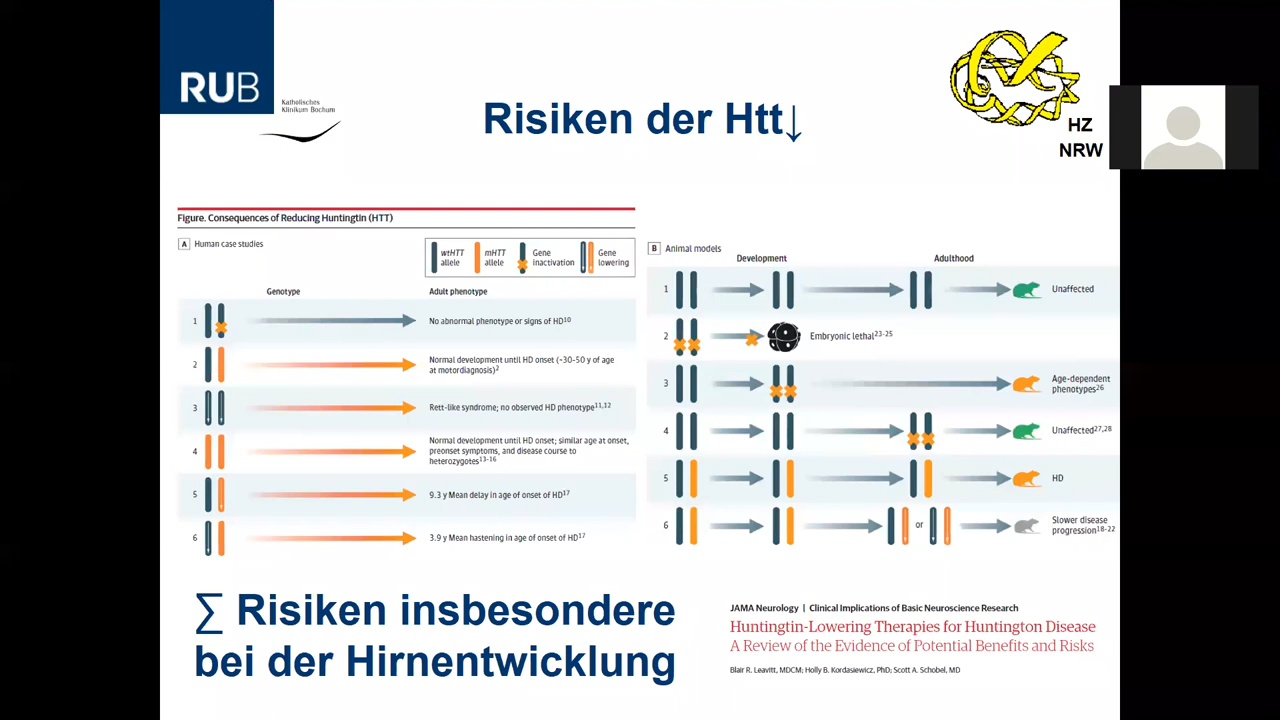 RUB
Katholisches
Klinikum Bochum
Risiken der Htt↓
HZ
NRW
Figure. Consequences of Reducing Huntingtin (HTT)
A Human case studies
wtHTT
allele
mHTT
allele
Gene
inactivation
Gene
lowering
Genotype
Adult phenotype
1
No abnormal phenotype or signs of HD10
2
Normal development until HD onset (~30-50 y of age
at motordiagnosis)2
3
Rett-like syndrome; no observed HD phenotype11,12
4
Normal development until HD onset; similar age at onset,
preonset symptoms, and disease course to
heterozygotes13-16
5
9.3 y Mean delay in age of onset of HD17
6
3.9 y Mean hastening in age of onset of HD17
B Animal models
Development
Adulthood
1
Unaffected
2
Embryonic lethal23-25
3
Age-dependent
phenotypes26
4
Unaffected27,28
5
HD
6
or
Slower disease
progression18-22
∑ Risiken insbesondere
bei der Hirnentwicklung
JAMA Neurology | Clinical Implications of Basic Neuroscience Research
Huntingtin-Lowering Therapies for Huntington Disease
A Review of the Evidence of Potential Benefits and Risks
Blair R. Leavitt, MDCM; Holly B. Kordasiewicz, PhD; Scott A. Schobel, MD